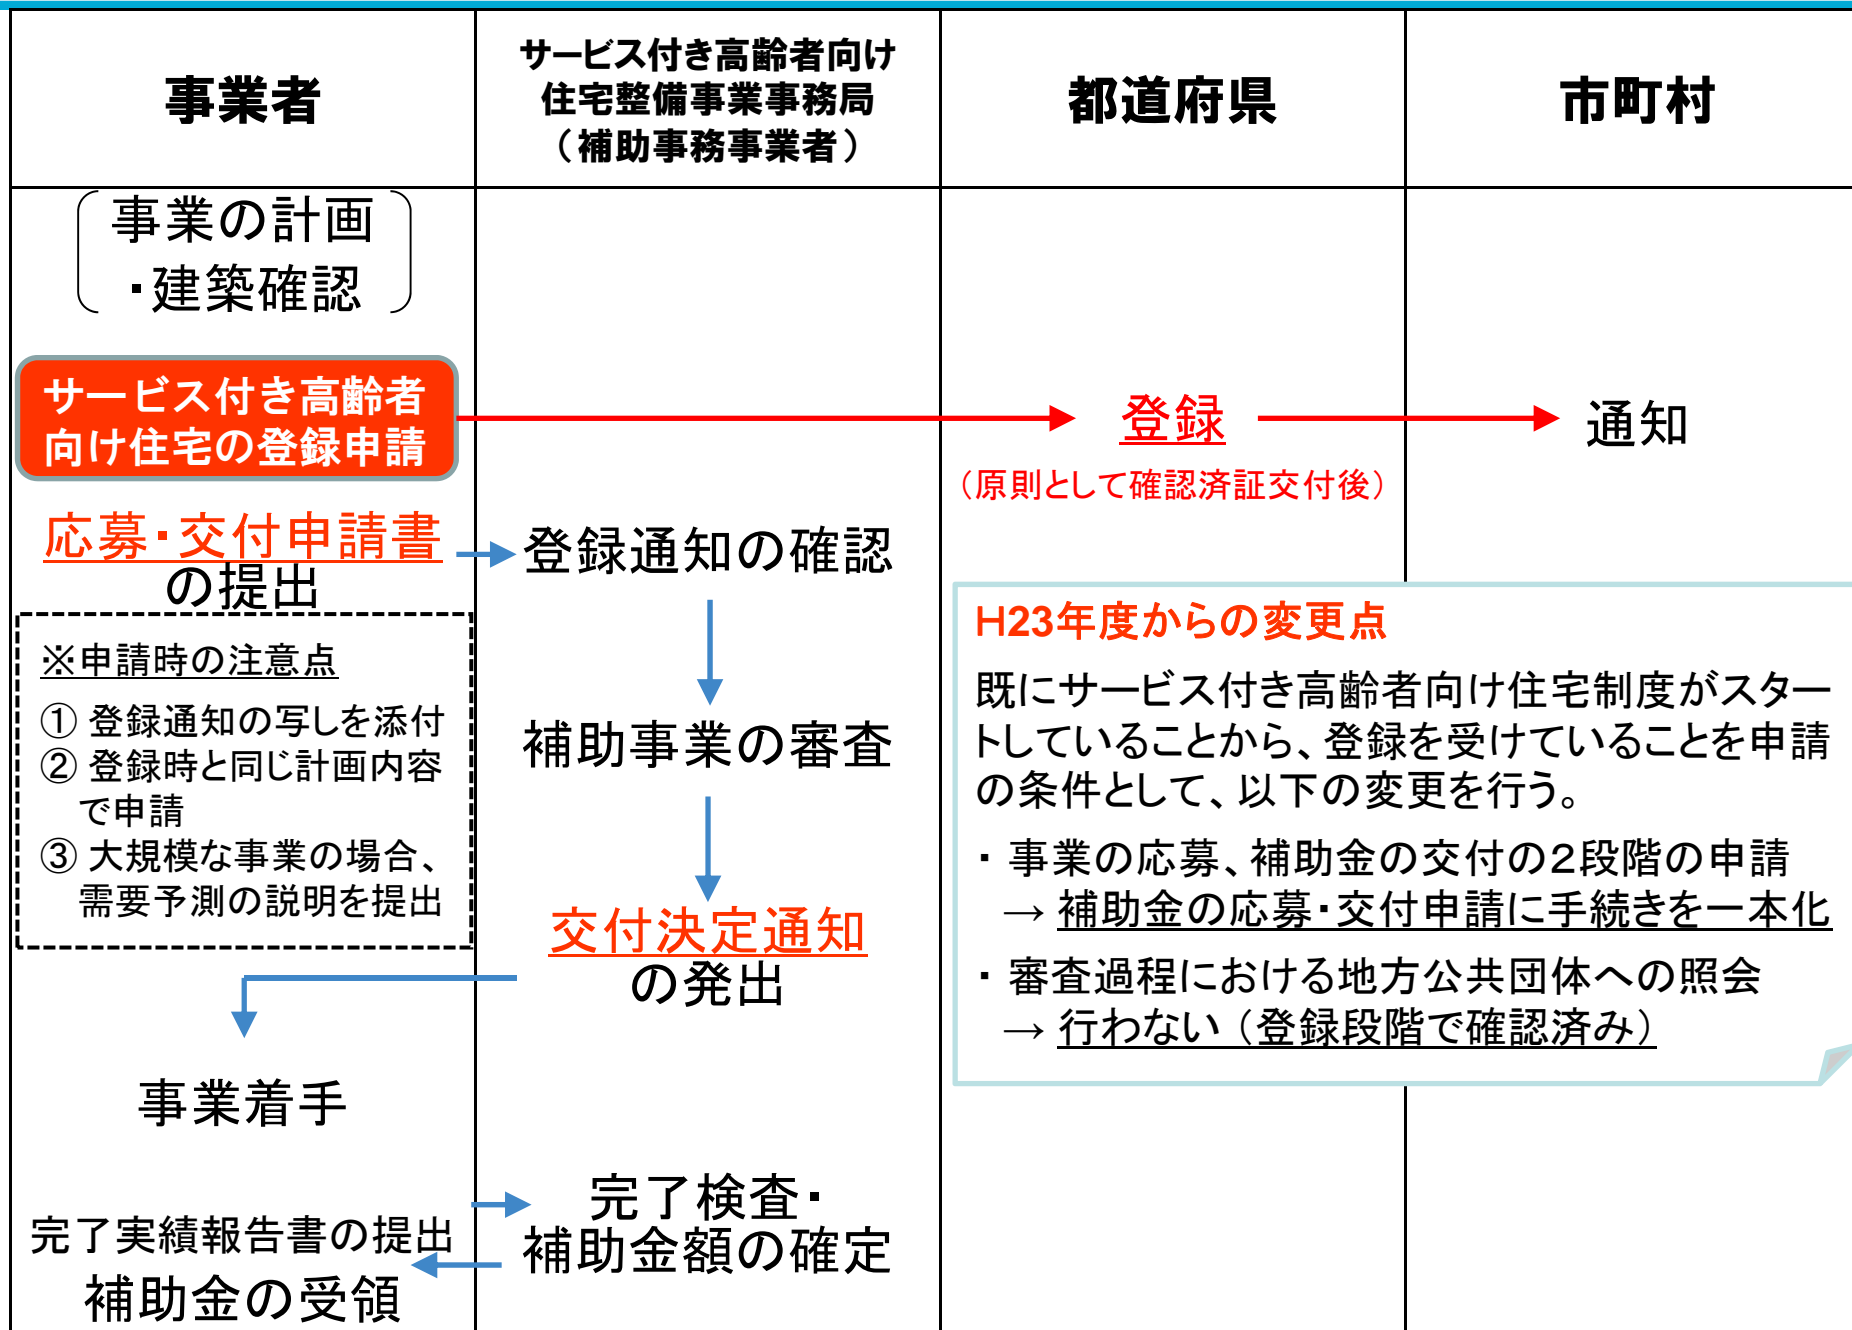 事業者
サービス付き高齢者向け
住宅整備事業事務局
（補助事務事業者）
都道府県
市町村
事業の計画
・建築確認
サービス付き高齢者
向け住宅の登録申請
登録
通知
（原則として確認済証交付後）
応募・交付申請書
の提出
登録通知の確認
※申請時の注意点
① 登録通知の写しを添付
② 登録時と同じ計画内容
で申請
③ 大規模な事業の場合、
需要予測の説明を提出
補助事業の審査
交付決定通知
の発出
H23年度からの変更点
既にサービス付き高齢者向け住宅制度がスター
トしていることから、登録を受けていることを申請
の条件として、以下の変更を行う。
・ 事業の応募、補助金の交付の２段階の申請
→ 補助金の応募・交付申請に手続きを一本化
・ 審査過程における地方公共団体への照会
→ 行わない（登録段階で確認済み）
事業着手
完了実績報告書の提出
完了検査・
補助金額の確定
補助金の受領